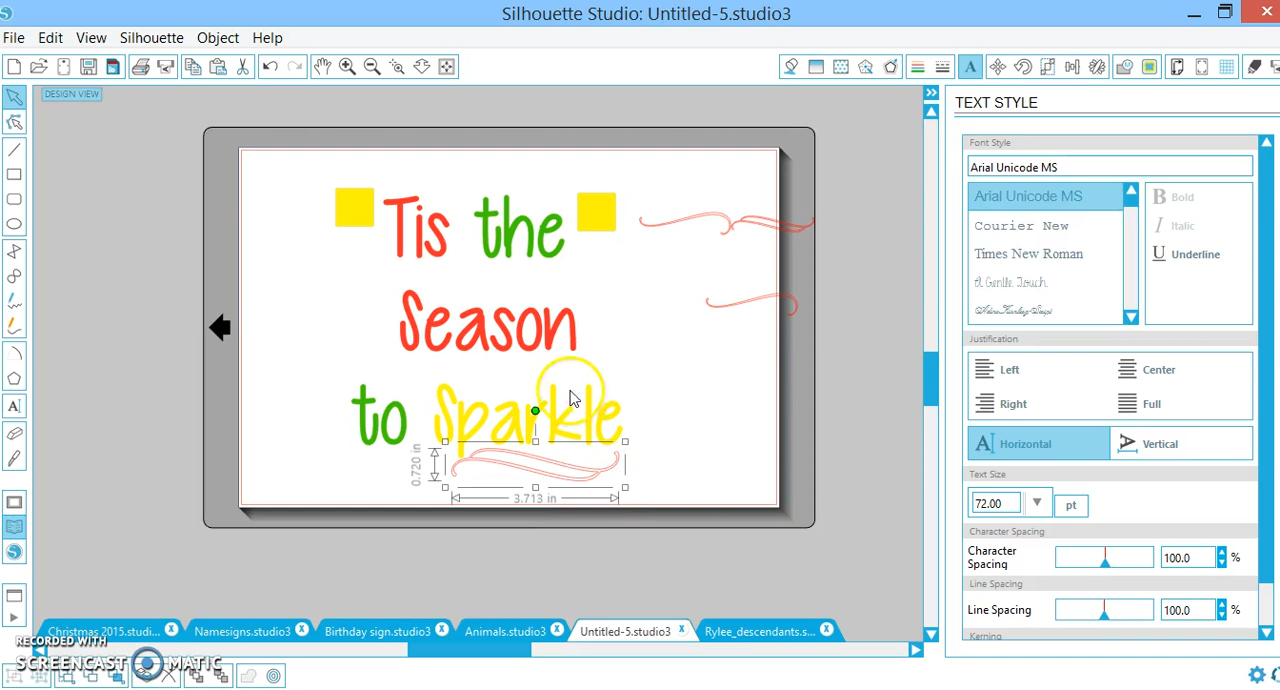 Silhouette Studio: Untitled-5.studio3
File Edit View Silhouette Object Help
DESIGN VIEW
TEXT STYLE
Font Style
Arial Unicode MS
Arial Unicode MS
Courier New
Times New Roman
A Gentle Touch
B Bold
I Italic
U Underline
Justification
Left
Center
Right
Full
Horizontal
Vertical
Text Size
72.00 pt
Character Spacing
Character
Spacing
100.0 %
Line Spacing
Line Spacing 100.0 %
Kerning
Tis the
Season
to Sparkle
0.720 in
3.713 in
Christmas 2015.studi... Namesigns.studio3 Birthday sign.studio3 Animals.studio3 Untitled-5.studio3 Rylee_descendants.s...
RECORDED WITH
SCREENCAST MATIC